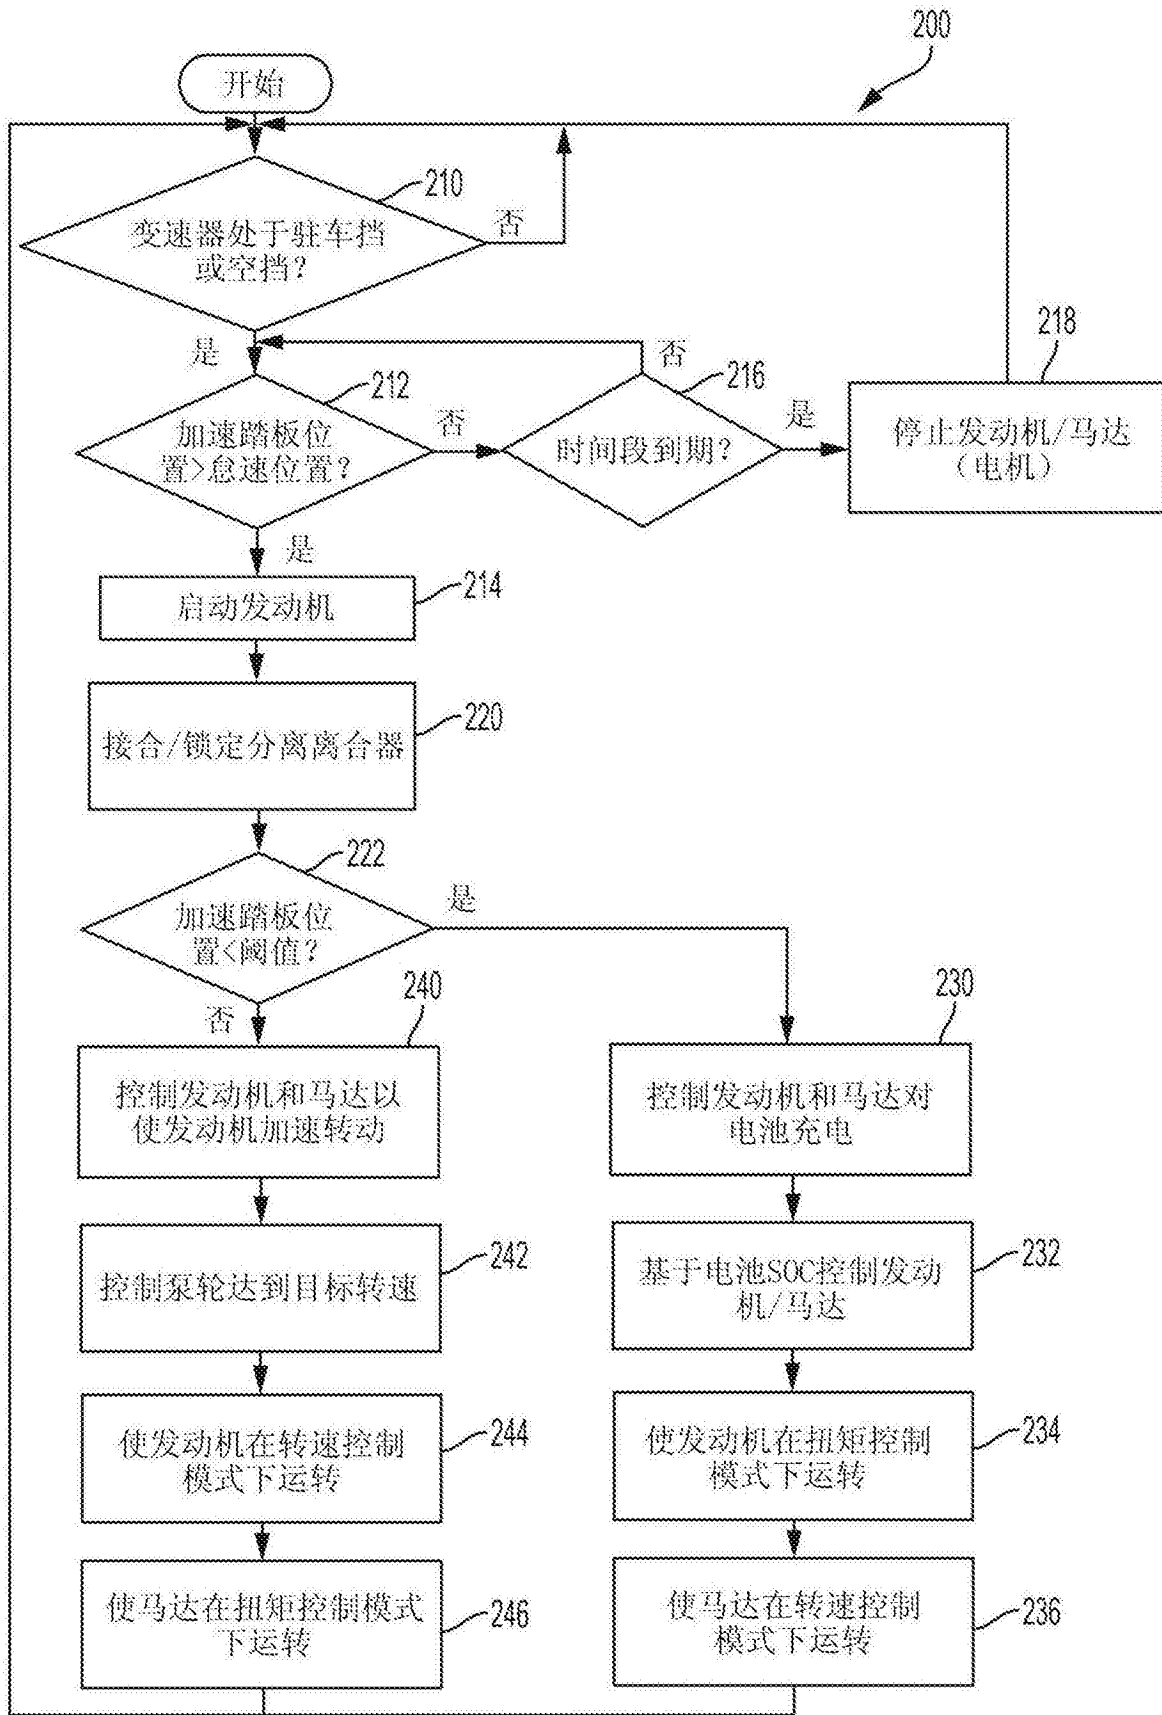 200
开始
210
变速器处于驻车挡
或空挡?
否
是
212
加速踏板位
置>怠速位置?
否
216
否
时间段到期?
是
218
停止发动机/马达
(电机)
是
214
启动发动机
220
接合/锁定分离离合器
222
加速踏板位
置<阈值?
是
否
240
控制发动机和马达以
使发动机加速转动
230
控制发动机和马达对
电池充电
242
控制泵轮达到目标转速
232
基于电池SOC控制发动
机/马达
244
使发动机在转速控制
模式下运转
234
使发动机在扭矩控制
模式下运转
246
使马达在扭矩控制模式
下运转
236
使马达在转速控制
模式下运转